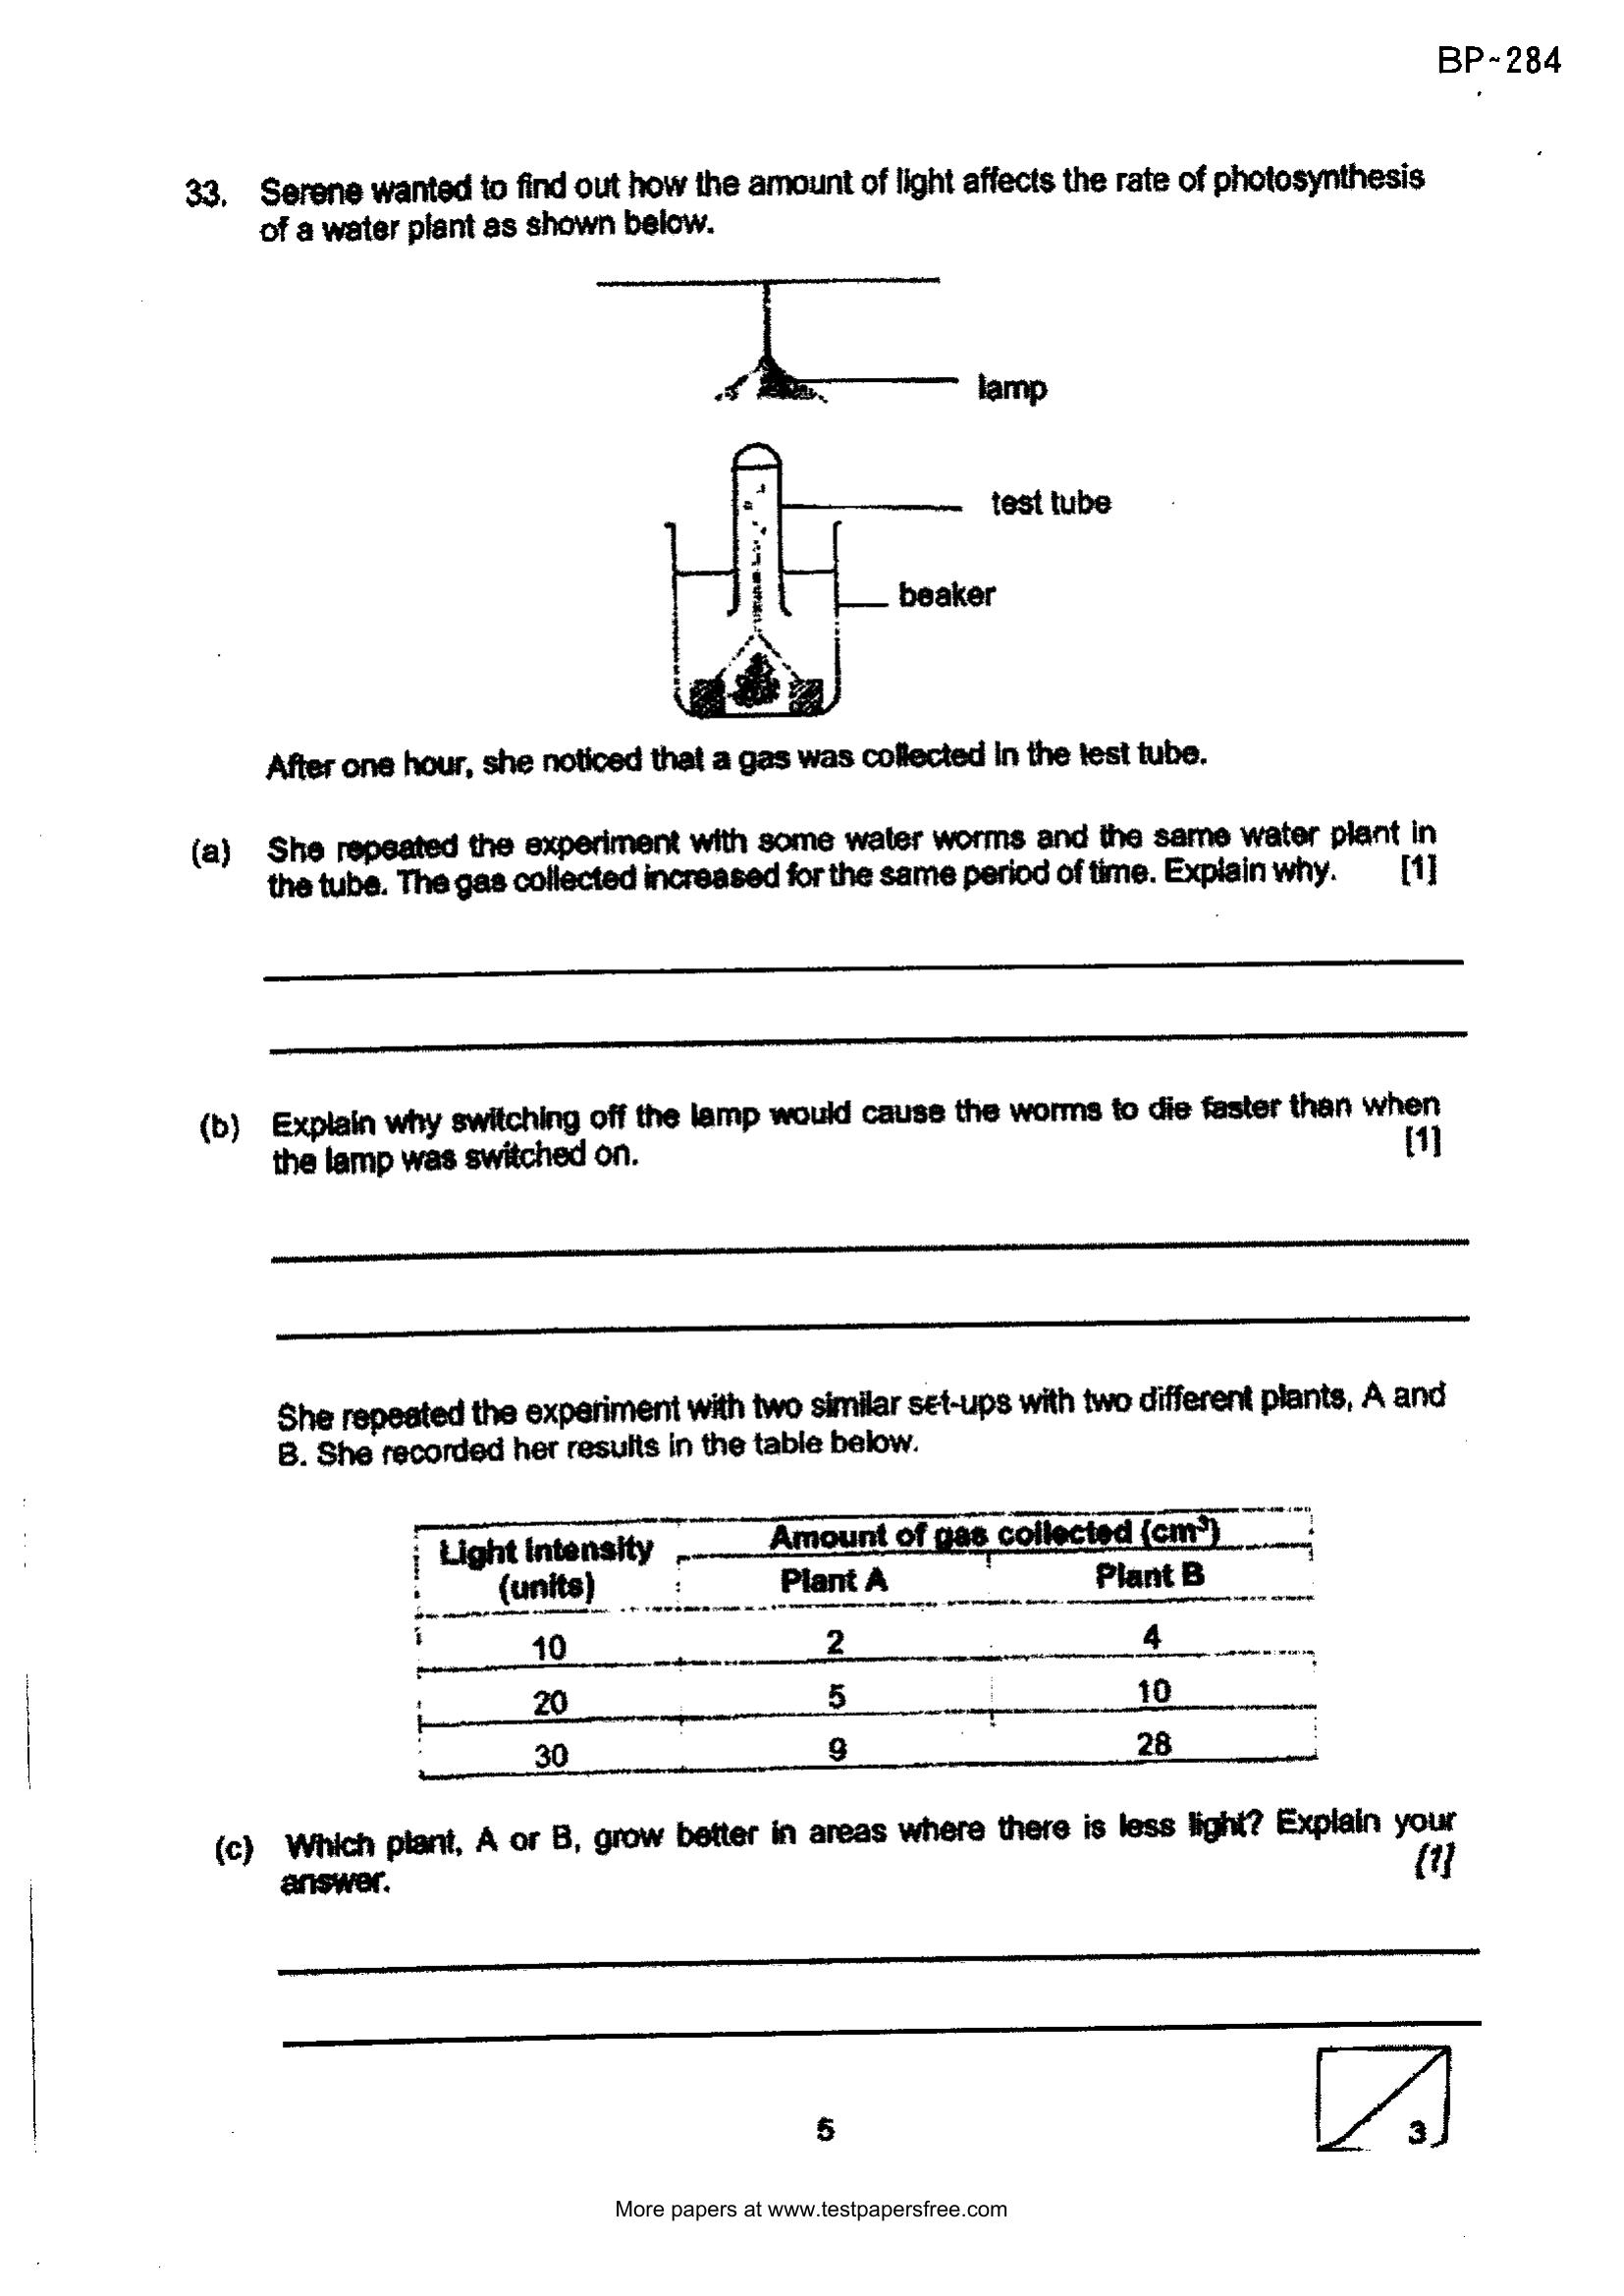 BP~284
33. Serene wanted to find out how the amount of light affects the rate of photosynthesis
of a water plant as shown below.
lamp
test tube
beaker
After one hour, she noticed that a gas was collected in the test tube.
(a) She repeated the experiment with some water worms and the same water plant in
the tube. The gas collected increased for the same period of time. Explain why. [1]
(b) Explain why switching off the lamp would cause the worms to die faster than when
the lamp was switched on. [1]
She repeated the experiment with two similar set-ups with two different plants, A and
B. She recorded her results in the table below.
Light intensity (units) Amount of gas collected (cm³)
Plant A Plant B
10 2 4
20 5 10
30 9 28
(c) Which plant, A or B, grow better in areas where there is less light? Explain your
answer. [1]
3
5
More papers at www.testpapersfree.com